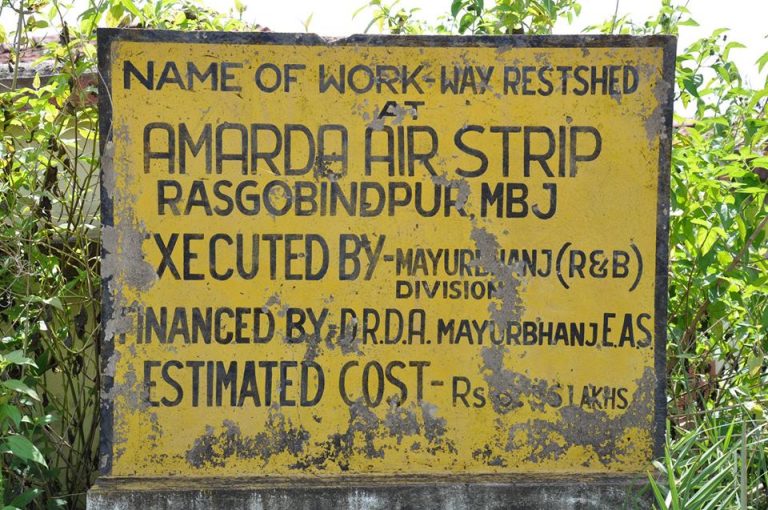 NAME OF WORK-WAY RESTSHED
AT
AMARDA AIR STRIP
RASGOBINDPUR, MBJ
EXECUTED BY-MAYURBHANJ (R&B)
DIVISION
FINANCED BY, D.R.D.A. MAYURBHANJ EAS
ESTIMATED COST- Rs LAKHS